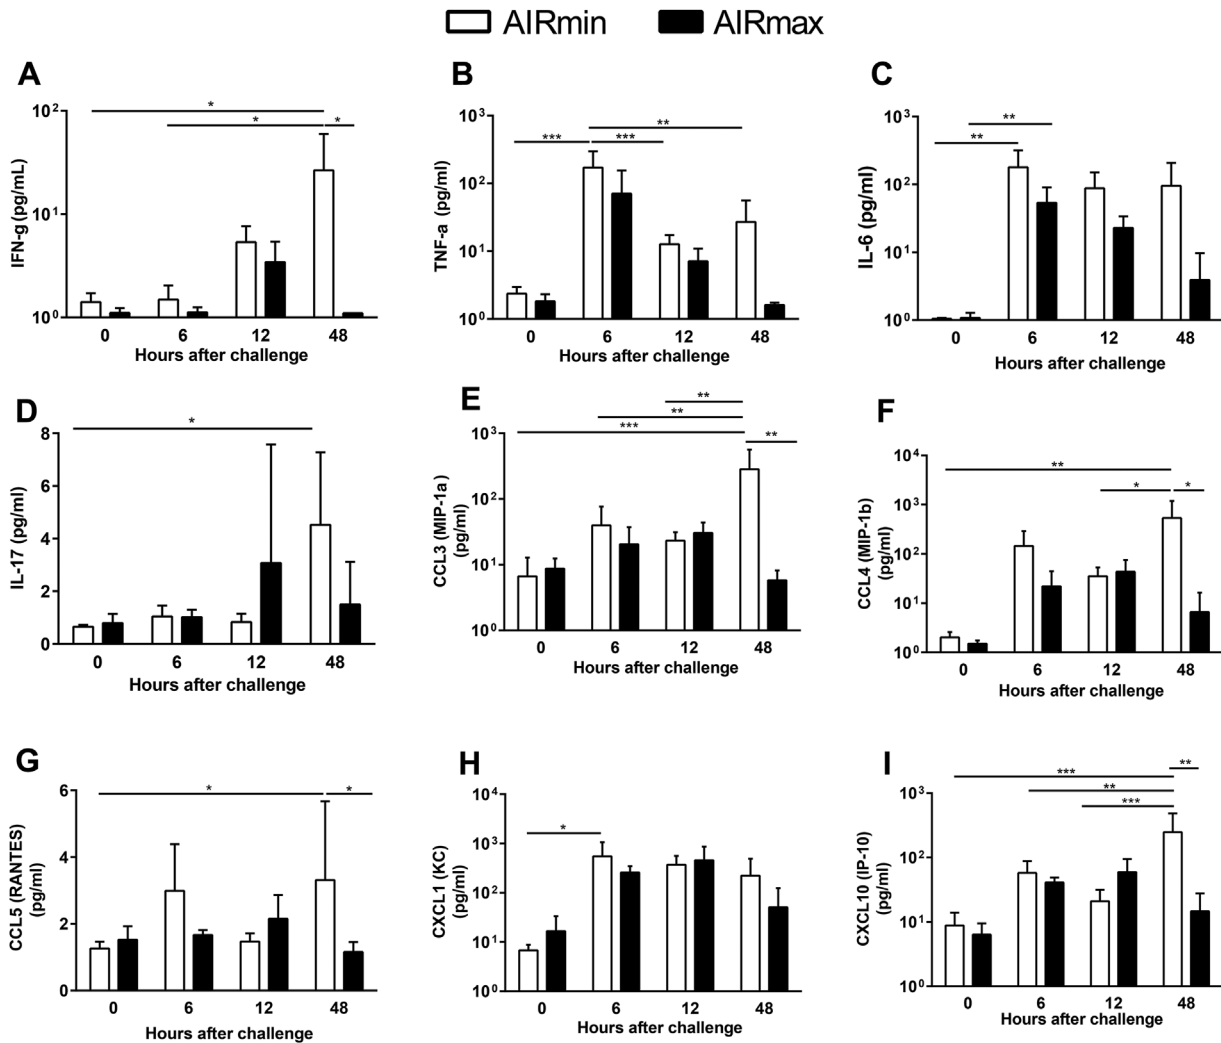 AIRmin AIRmax
A
* 
* *
IFN-g (pg/mL)
10² 10¹ 10⁰
0 6 12 48
Hours after challenge
B
**
*** ***
TNF-a (pg/ml)
10³ 10² 10¹ 10⁰
0 6 12 48
Hours after challenge
C
**
**
IL-6 (pg/ml)
10³ 10² 10¹ 10⁰
0 6 12 48
Hours after challenge
D
*
IL-17 (pg/ml)
8 6 4 2 0
0 6 12 48
Hours after challenge
E
**
**
***
**
CCL3 (MIP-1a)
(pg/ml)
10³ 10² 10¹ 10⁰
0 6 12 48
Hours after challenge
F
**
* *
CCL4 (MIP-1b)
(pg/ml)
10⁴ 10³ 10² 10¹ 10⁰
0 6 12 48
Hours after challenge
G
* *
CCL5 (RANTES)
(pg/ml)
6 4 2 0
0 6 12 48
Hours after challenge
H
*
CXCL1 (KC)
(pg/ml)
10⁴ 10³ 10² 10¹ 10⁰
0 6 12 48
Hours after challenge
I
**
***
**
***
CXCL10 (IP-10)
(pg/ml)
10³ 10² 10¹ 10⁰
0 6 12 48
Hours after challenge